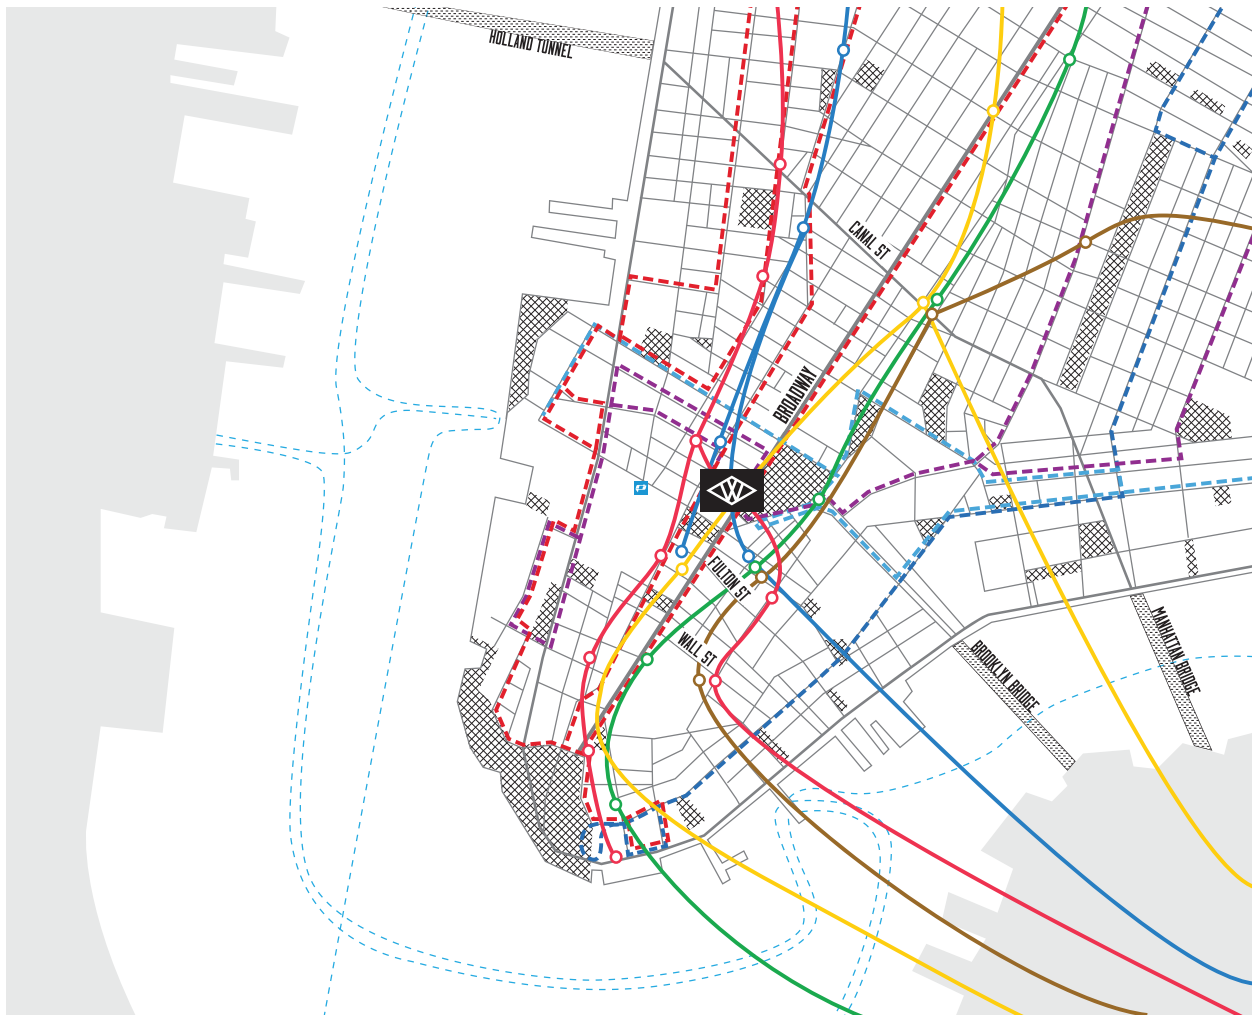 HOLLAND TUNNEL
CANAL ST
BROADWAY
FULTON ST
WALL ST
BROOKLYN BRIDGE
MANHATTAN BRIDGE